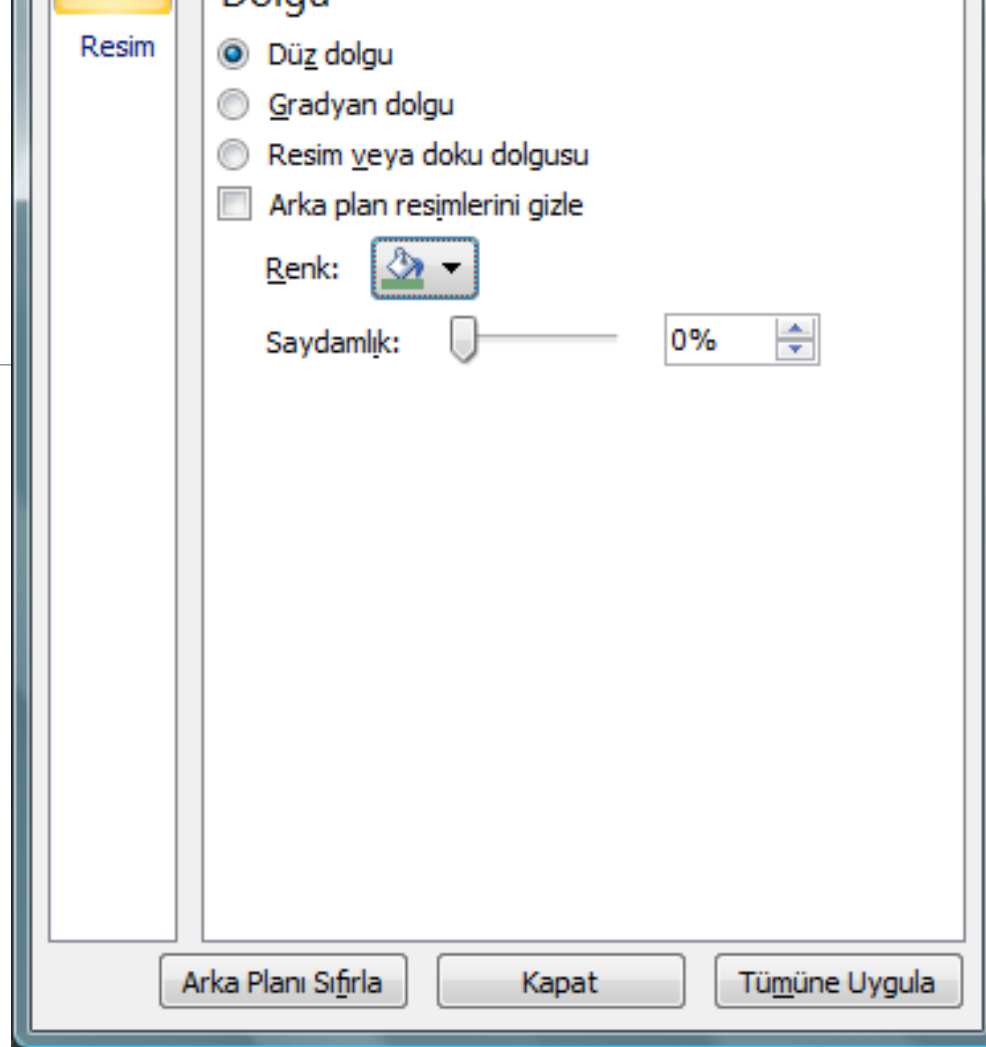 Dolgu
Resim
Düz dolgu
Gradyan dolgu
Resim veya doku dolgusu
Arka plan resimlerini gizle
Renk:
Saydamlık: 0%
Arka Planı Sıfırla Kapat Tümüne Uygula